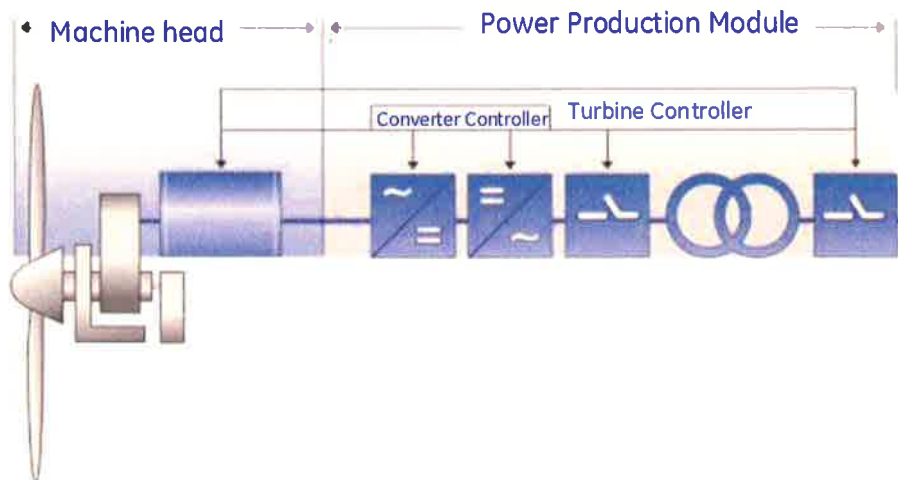 Machine head
Power Production Module
Converter Controller
Turbine Controller